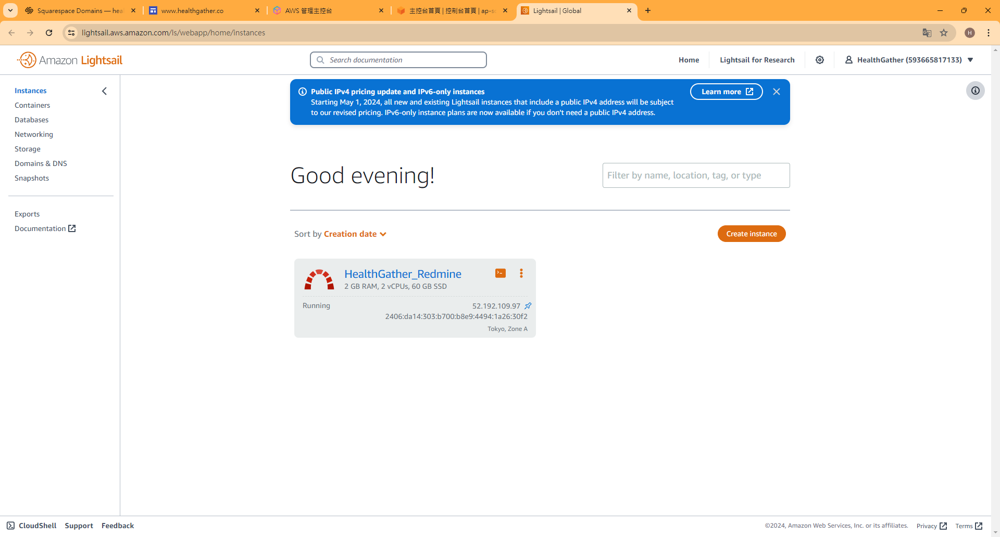 Squarespace Domains — hea
www.healthgather.co
AWS 管理主控台
主控台首頁 | 控制台首頁 | ap-so
Lightsail | Global
lightsail.aws.amazon.com/ls/webapp/home/instances
H
Amazon Lightsail
Search documentation
Home
Lightsail for Research
HealthGather (593665817133)
Instances
Containers
Databases
Networking
Storage
Domains & DNS
Snapshots
Exports
Documentation
Public IPv4 pricing update and IPv6-only instances
Starting May 1, 2024, all new and existing Lightsail instances that include a public IPv4 address will be subject
to our revised pricing. IPv6-only instance plans are now available if you don't need a public IPv4 address.
Learn more
Good evening!
Filter by name, location, tag, or type
Sort by Creation date
Create instance
HealthGather_Redmine
2 GB RAM, 2 vCPUs, 60 GB SSD
Running
52.192.109.97
2406:da14:303:b700:b8e9:4494:1a26:30f2
Tokyo, Zone A
CloudShell
Support
Feedback
©2024, Amazon Web Services, Inc. or its affiliates.
Privacy
Terms